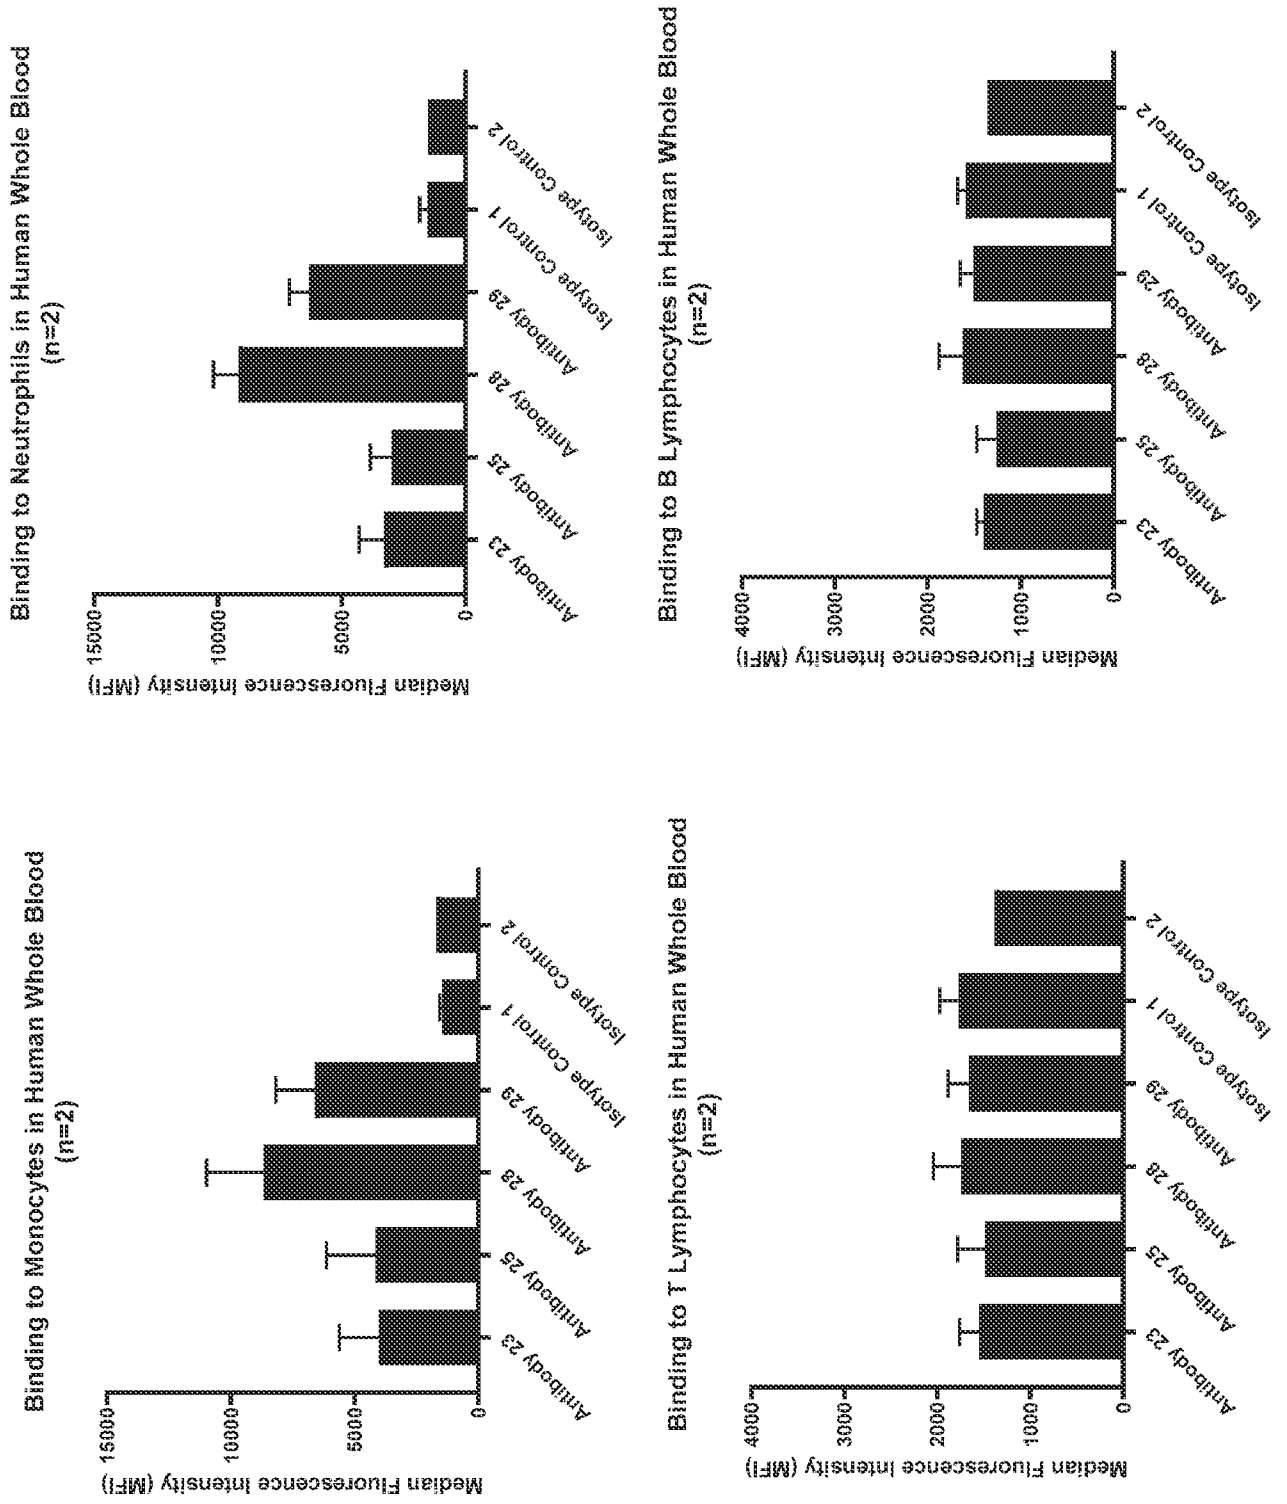 Binding to Monocytes in Human Whole Blood
(n=2)
Median Fluorescence Intensity (MFI)
15000
10000
5000
0
Antibody 23
Antibody 25
Antibody 28
Antibody 29
Isotype Control 1
Isotype Control 2
Binding to Neutrophils in Human Whole Blood
(n=2)
Median Fluorescence Intensity (MFI)
15000
10000
5000
0
Antibody 23
Antibody 25
Antibody 28
Antibody 29
Isotype Control 1
Isotype Control 2
Binding to T Lymphocytes in Human Whole Blood
(n=2)
Median Fluorescence Intensity (MFI)
4000
3000
2000
1000
0
Antibody 23
Antibody 25
Antibody 28
Antibody 29
Isotype Control 1
Isotype Control 2
Binding to B Lymphocytes in Human Whole Blood
(n=2)
Median Fluorescence Intensity (MFI)
4000
3000
2000
1000
0
Antibody 23
Antibody 25
Antibody 28
Antibody 29
Isotype Control 1
Isotype Control 2